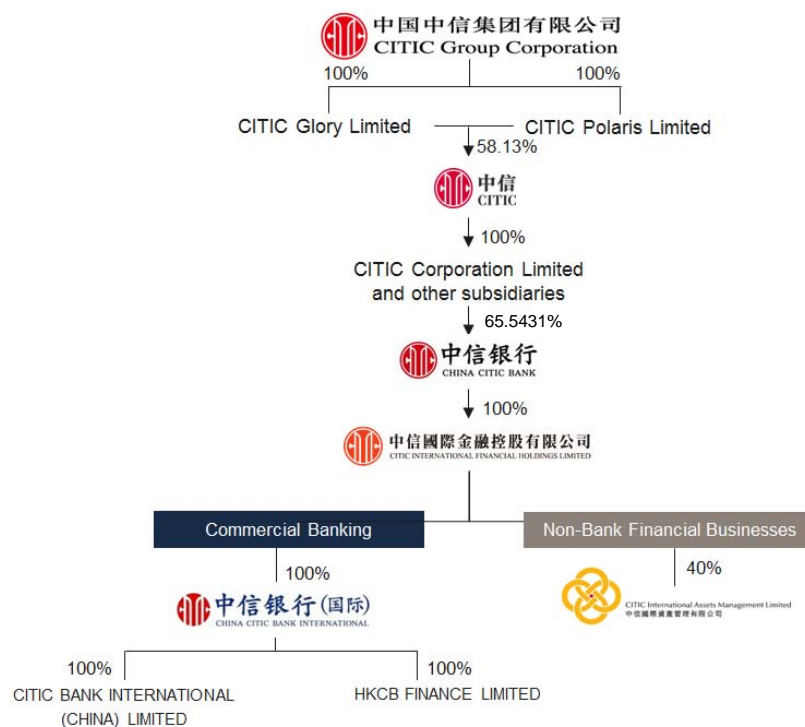 中国中信集团有限公司
CITIC Group Corporation
100%
100%
CITIC Glory Limited
CITIC Polaris Limited
58.13%
中信
CITIC
100%
CITIC Corporation Limited
and other subsidiaries
65.5431%
中信银行
CHINA CITIC BANK
100%
中信國際金融控股有限公司
CITIC INTERNATIONAL FINANCIAL HOLDINGS LIMITED
Commercial Banking
Non-Bank Financial Businesses
100%
40%
中信银行(国际)
CHINA CITIC BANK INTERNATIONAL
CITIC International Assets Management Limited
中信國際資產管理有限公司
100%
100%
CITIC BANK INTERNATIONAL
(CHINA) LIMITED
HKCB FINANCE LIMITED